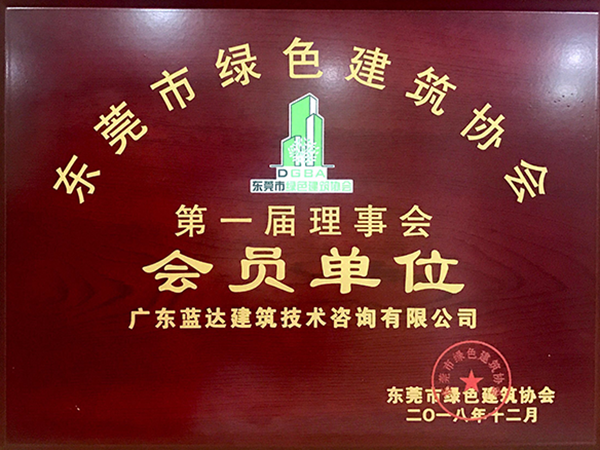 东莞市绿色建筑协会
DGBA
东莞市绿色建筑协会
第一届理事会
会员单位
广东蓝达建筑技术咨询有限公司
东莞市绿色建筑协会
东莞市绿色建筑协会
二〇一八年十二月